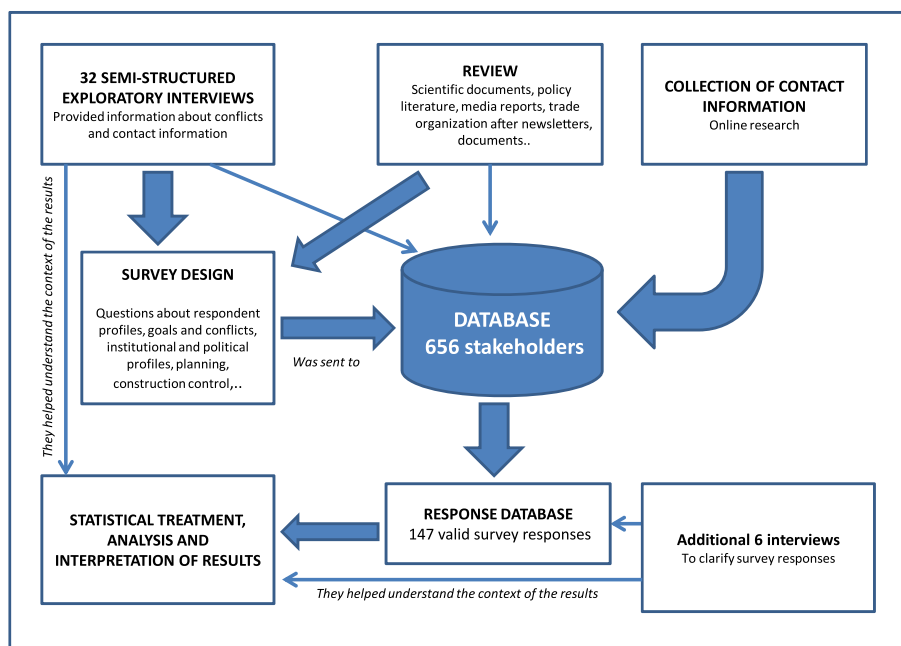 32 SEMI-STRUCTURED
EXPLORATORY INTERVIEWS
Provided information about conflicts
and contact information
REVIEW
Scientific documents, policy
literature, media reports, trade
organization after newsletters,
documents..
COLLECTION OF CONTACT
INFORMATION
Online research
They helped understand the context of the results
SURVEY DESIGN
Questions about respondent
profiles, goals and conflicts,
institutional and political
profiles, planning,
construction control,..
Was sent to
DATABASE
656 stakeholders
STATISTICAL TREATMENT,
ANALYSIS AND
INTERPRETATION OF RESULTS
RESPONSE DATABASE
147 valid survey responses
Additional 6 interviews
To clarify survey responses
They helped understand the context of the results